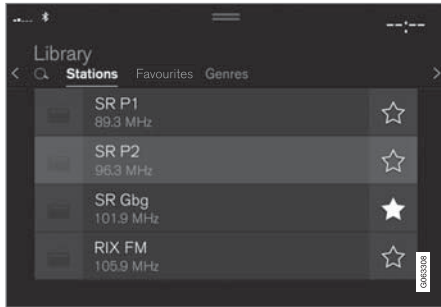 --:--
Library
Stations Favourites Genres
SR P1
89.3 MHz
SR P2
96.3 MHz
SR Gbg
101.9 MHz
RIX FM
105.9 MHz
G063308